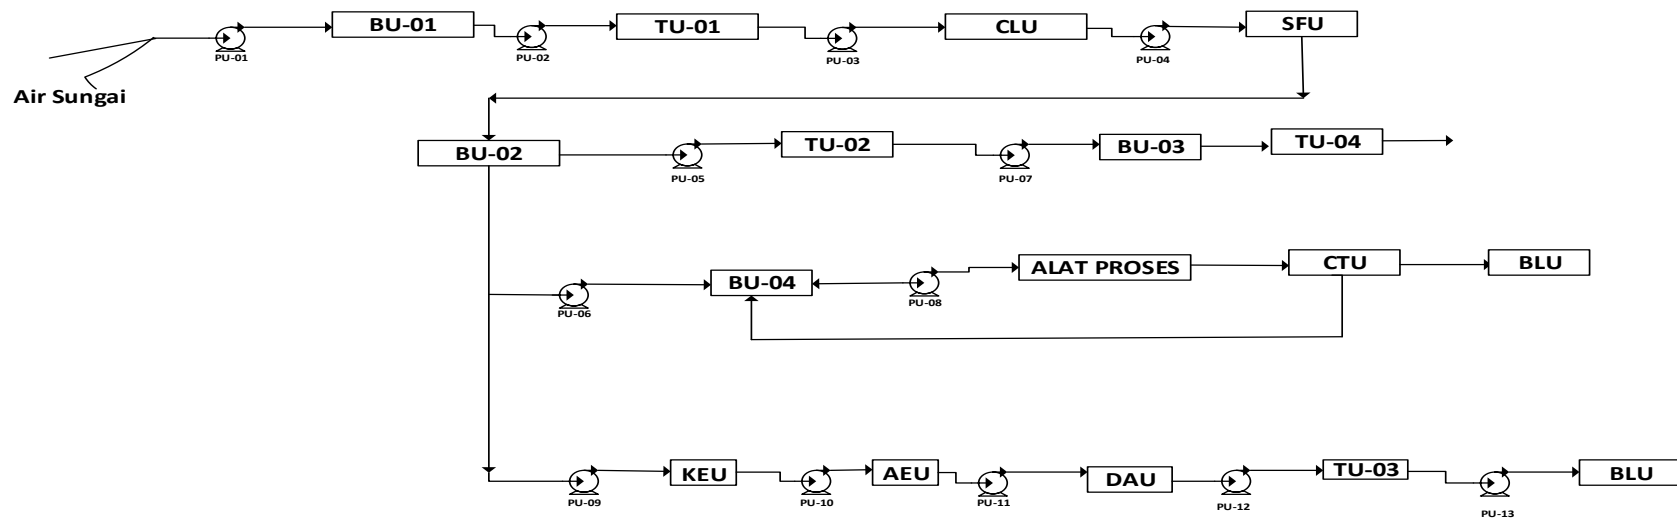 BU-01
TU-01
CLU
SFU
PU-01
PU-02
PU-03
PU-04
Air Sungai
BU-02
TU-02
BU-03
TU-04
PU-05
PU-07
BU-04
ALAT PROSES
CTU
BLU
PU-06
PU-08
KEU
AEU
DAU
TU-03
BLU
PU-09
PU-10
PU-11
PU-12
PU-13